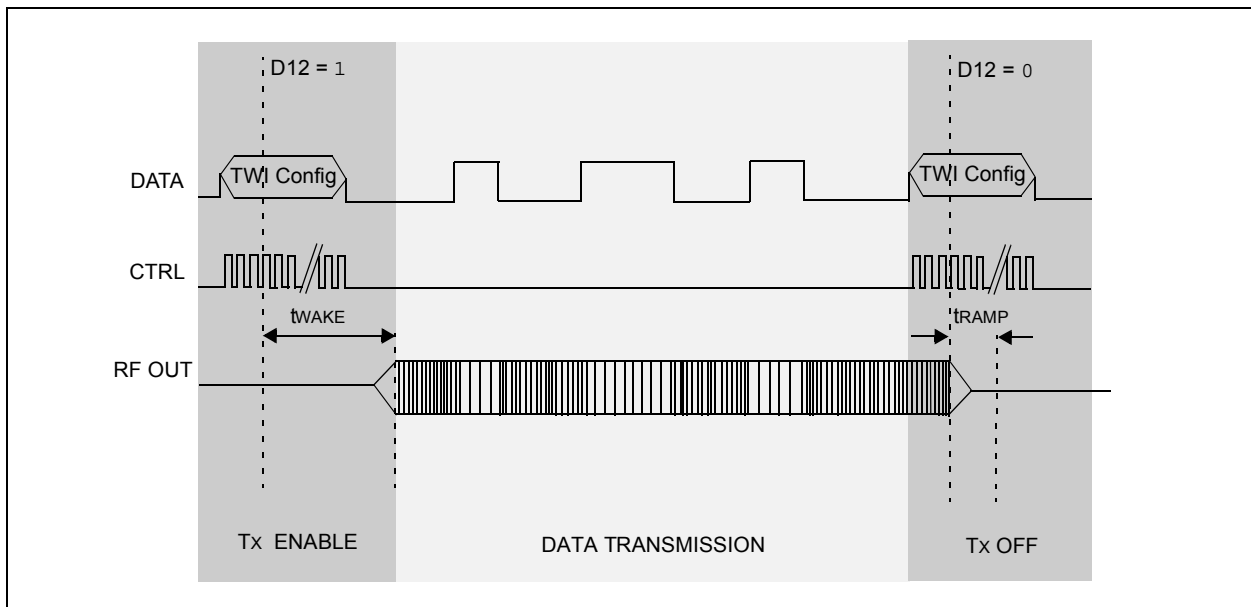 D12 = 1
D12 = 0
DATA
TWI Config
TWI Config
CTRL
tWAKE
tRAMP
RF OUT
TX ENABLE
DATA TRANSMISSION
TX OFF